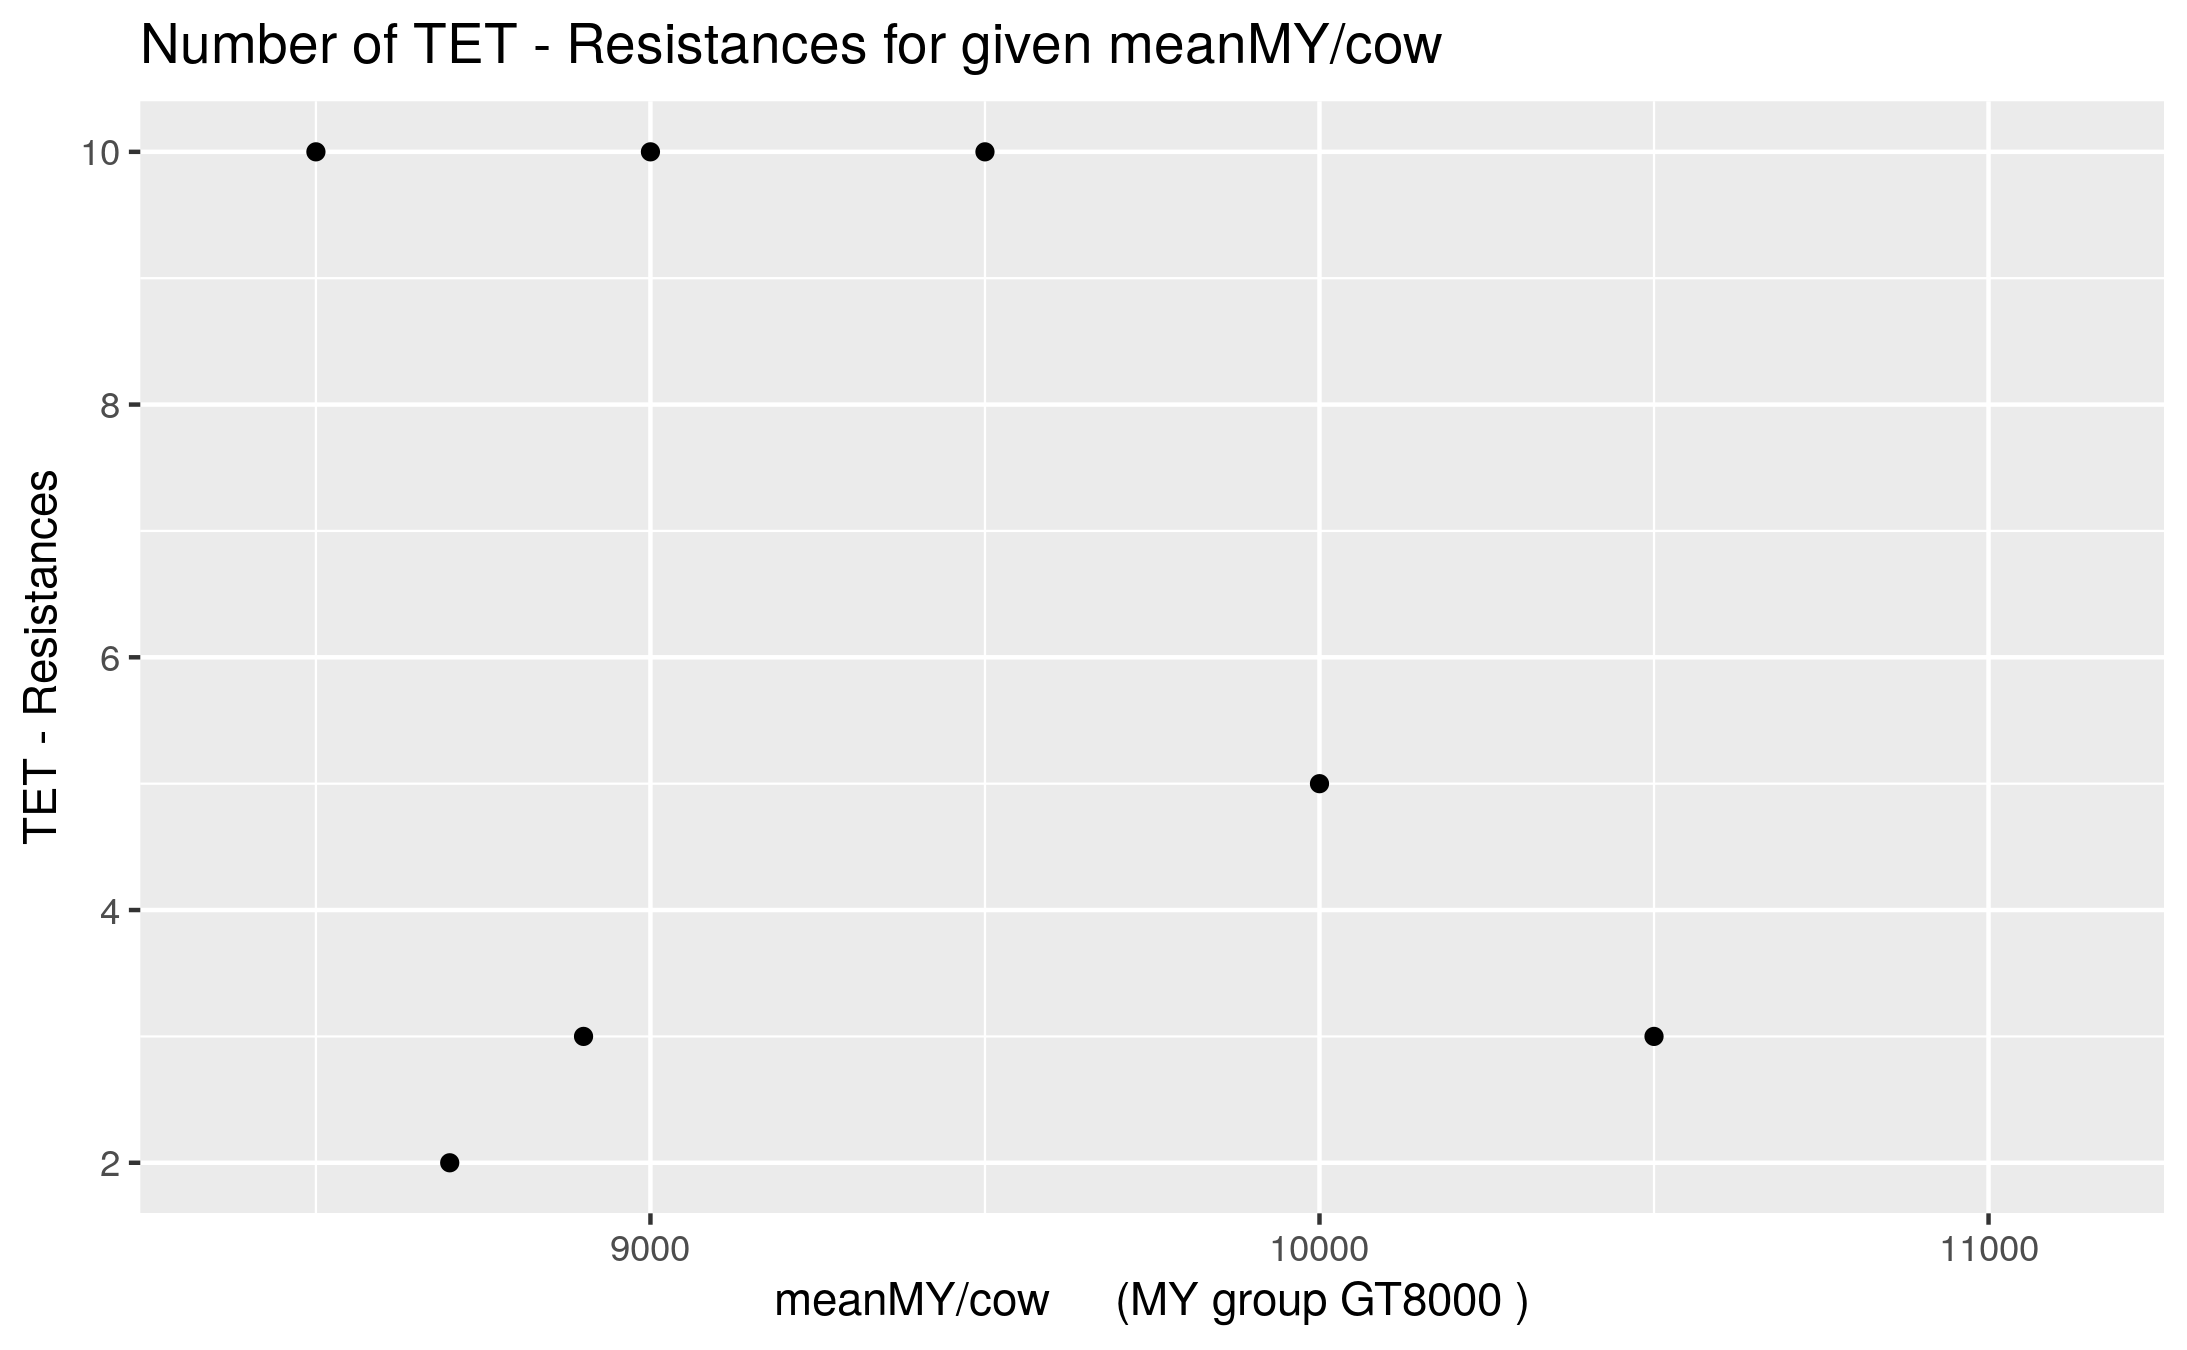 Number of TET - Resistances for given meanMY/cow
10
8
6
4
2
TET - Resistances
9000 10000 11000
meanMY/cow (MY group GT8000 )